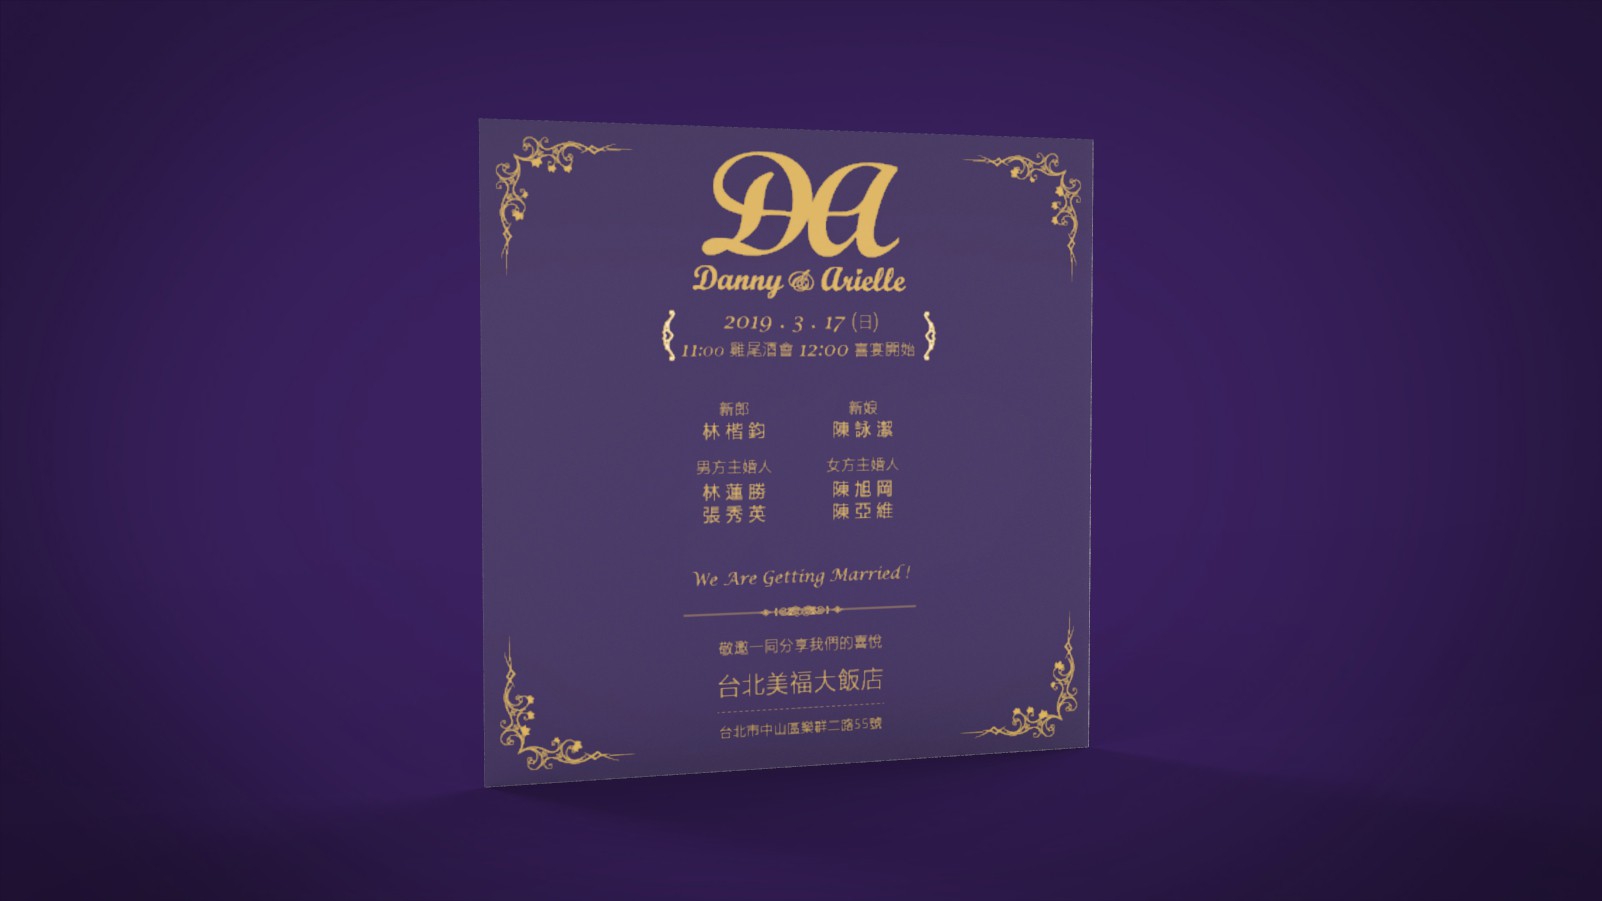 DA
Danny & Arielle
2019 . 3 . 17 (日)
11:00 雞尾酒會 12:00 喜宴開始
新郎 新娘
林楷鈞 陳詠潔
男方主婚人 女方主婚人
林蓮勝 陳旭岡
張秀英 陳亞維
We Are Getting Married !
敬邀一同分享我們的喜悅
台北美福大飯店
台北市中山區樂群二路55號